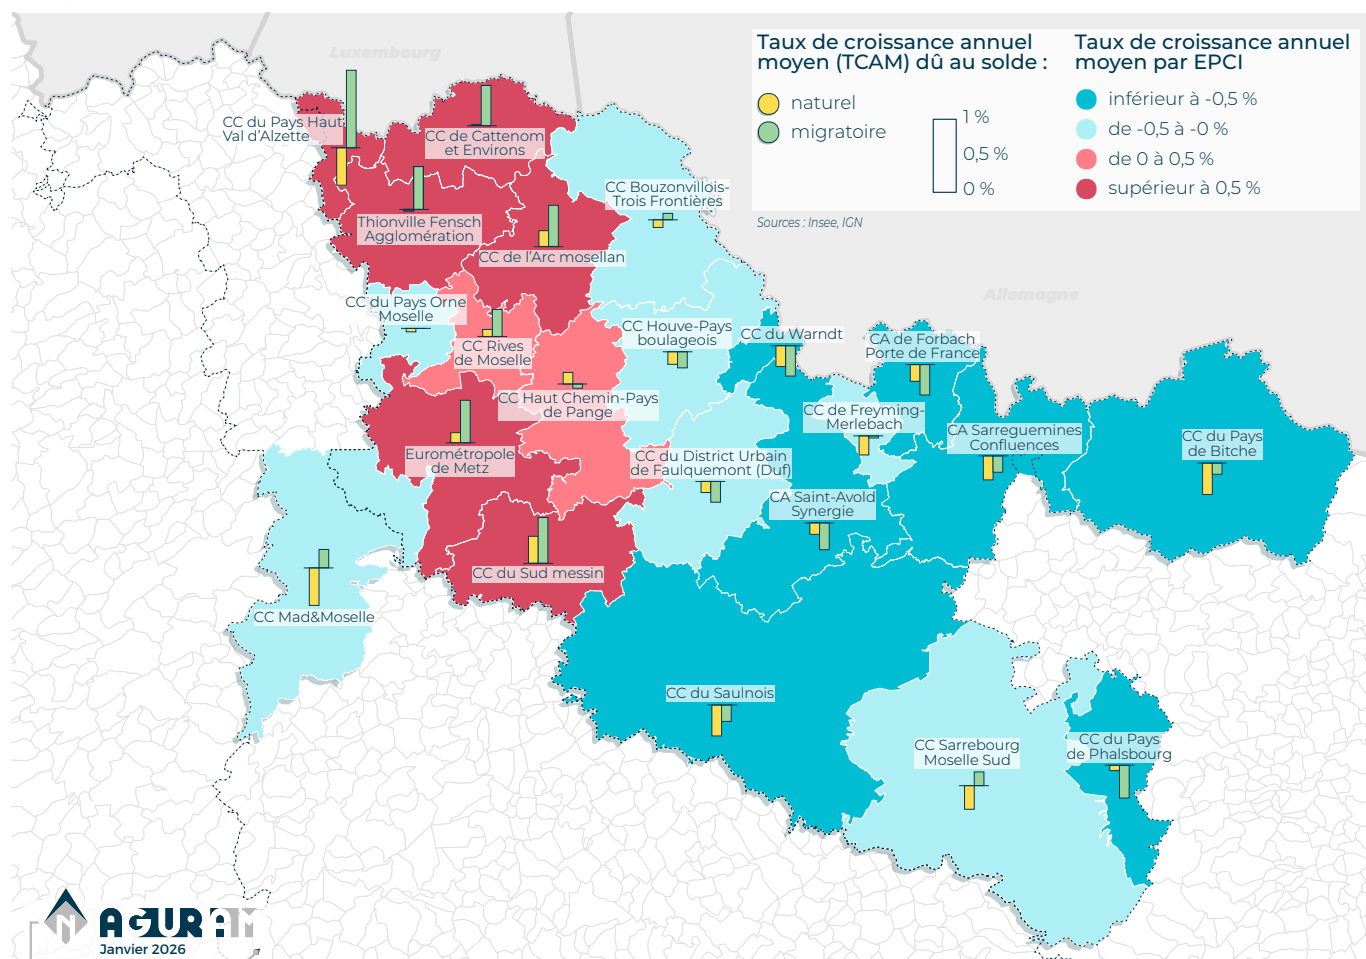 Luxembourg
Taux de croissance annuel
moyen (TCAM) dû au solde :
naturel
migratoire
1 %
0,5 %
0 %
Taux de croissance annuel
moyen par EPCI
inférieur à -0,5 %
de -0,5 à -0 %
de 0 à 0,5 %
supérieur à 0,5 %
Sources : Insee, IGN
CC du Pays Haut
Val d'Alzette
CC de Cattenom
et Environs
CC Bouzonvillois-
Trois Frontières
Thionville Fensch
Agglomération
CC de l'Arc mosellan
Allemagne
CC du Pays Orne
Moselle
CC Rives
de Moselle
CC Houve-Pays
boulageois
CC du Warndt
CA de Forbach
Porte de France
CC Haut Chemin-Pays
de Pange
CC de Freyming-
Merlebach
CA Sarreguemines
Confluences
CC du Pays
de Bitche
Eurométropole
de Metz
CC du District Urbain
de Faulquemont (Duf)
CA Saint-Avold
Synergie
CC du Sud messin
CC Mad&Moselle
CC du Saulnois
CC Sarrebourg
Moselle Sud
CC du Pays
de Phalsbourg
N
AGURAM
Janvier 2026